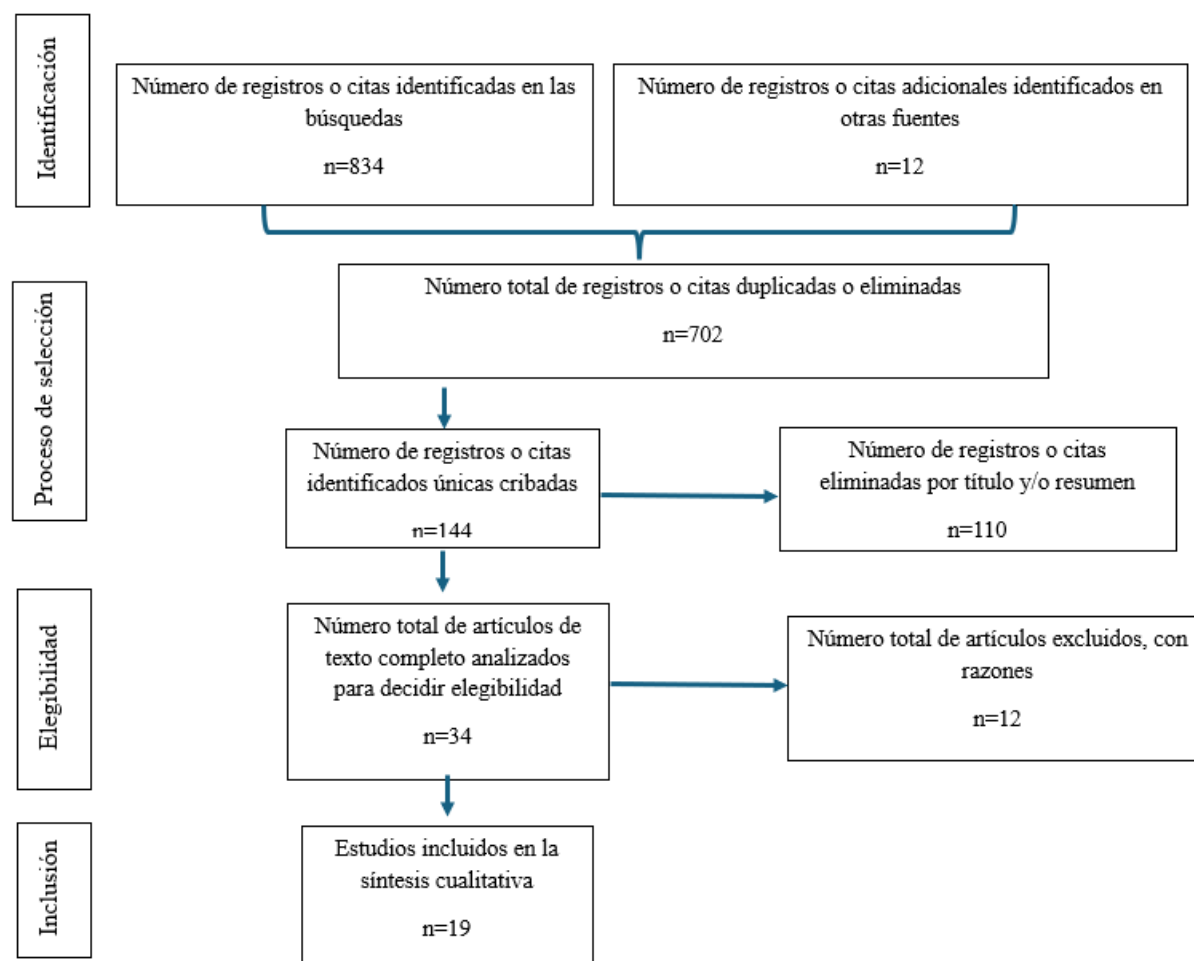 Identificación
Número de registros o citas identificadas en las
búsquedas
n=834
Número de registros o citas adicionales identificados en
otras fuentes
n=12
Proceso de selección
Número total de registros o citas duplicadas o eliminadas
n=702
Número de registros o citas
identificados únicas cribadas
n=144
Número de registros o citas
eliminadas por título y/o resumen
n=110
Elegibilidad
Número total de artículos de
texto completo analizados
para decidir elegibilidad
n=34
Número total de artículos excluidos, con
razones
n=12
Inclusión
Estudios incluidos en la
síntesis cualitativa
n=19